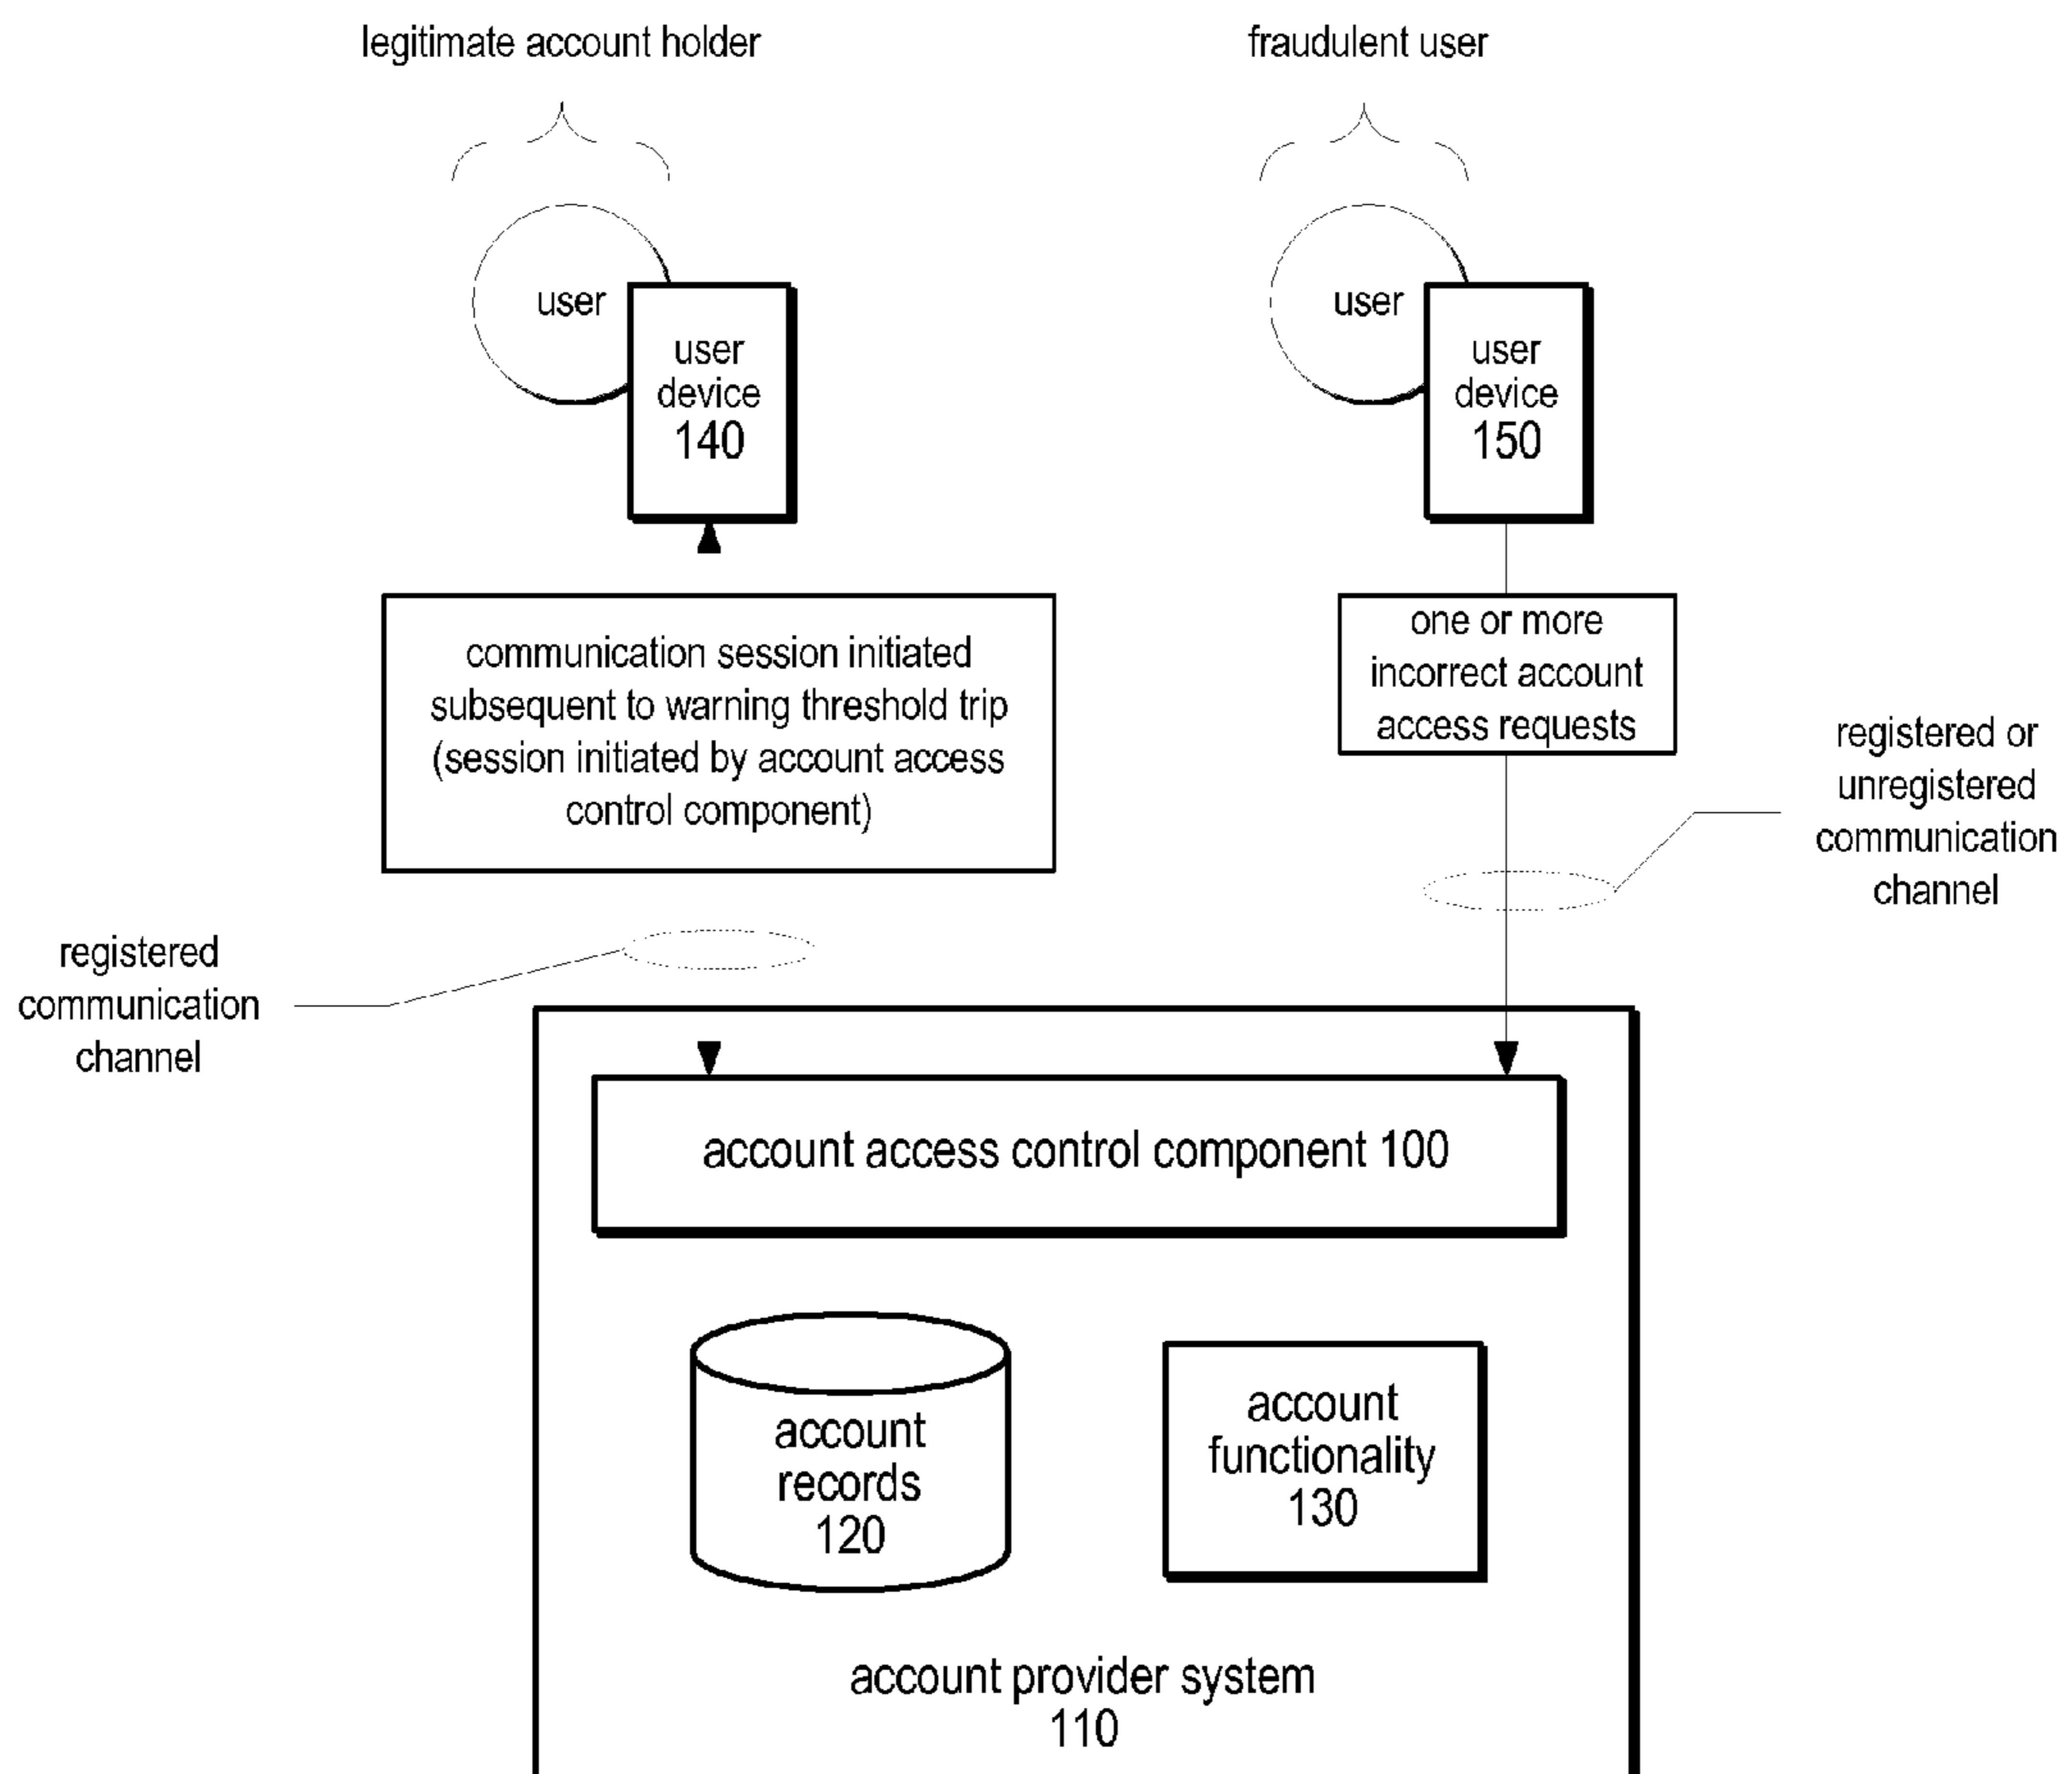 legitimate account holder
fraudulent user
user
user
device
140
user
user
device
150
communication session initiated
subsequent to warning threshold trip
(session initiated by account access
control component)
one or more
incorrect account
access requests
registered or
unregistered
communication
channel
registered
communication
channel
account access control component 100
account
records
120
account
functionality
130
account provider system
110